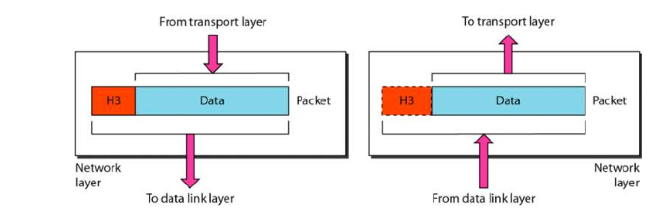 From transport layer
H3
Data
Packet
Network
layer
To data link layer
To transport layer
H3
Data
Packet
Network
layer
From data link layer